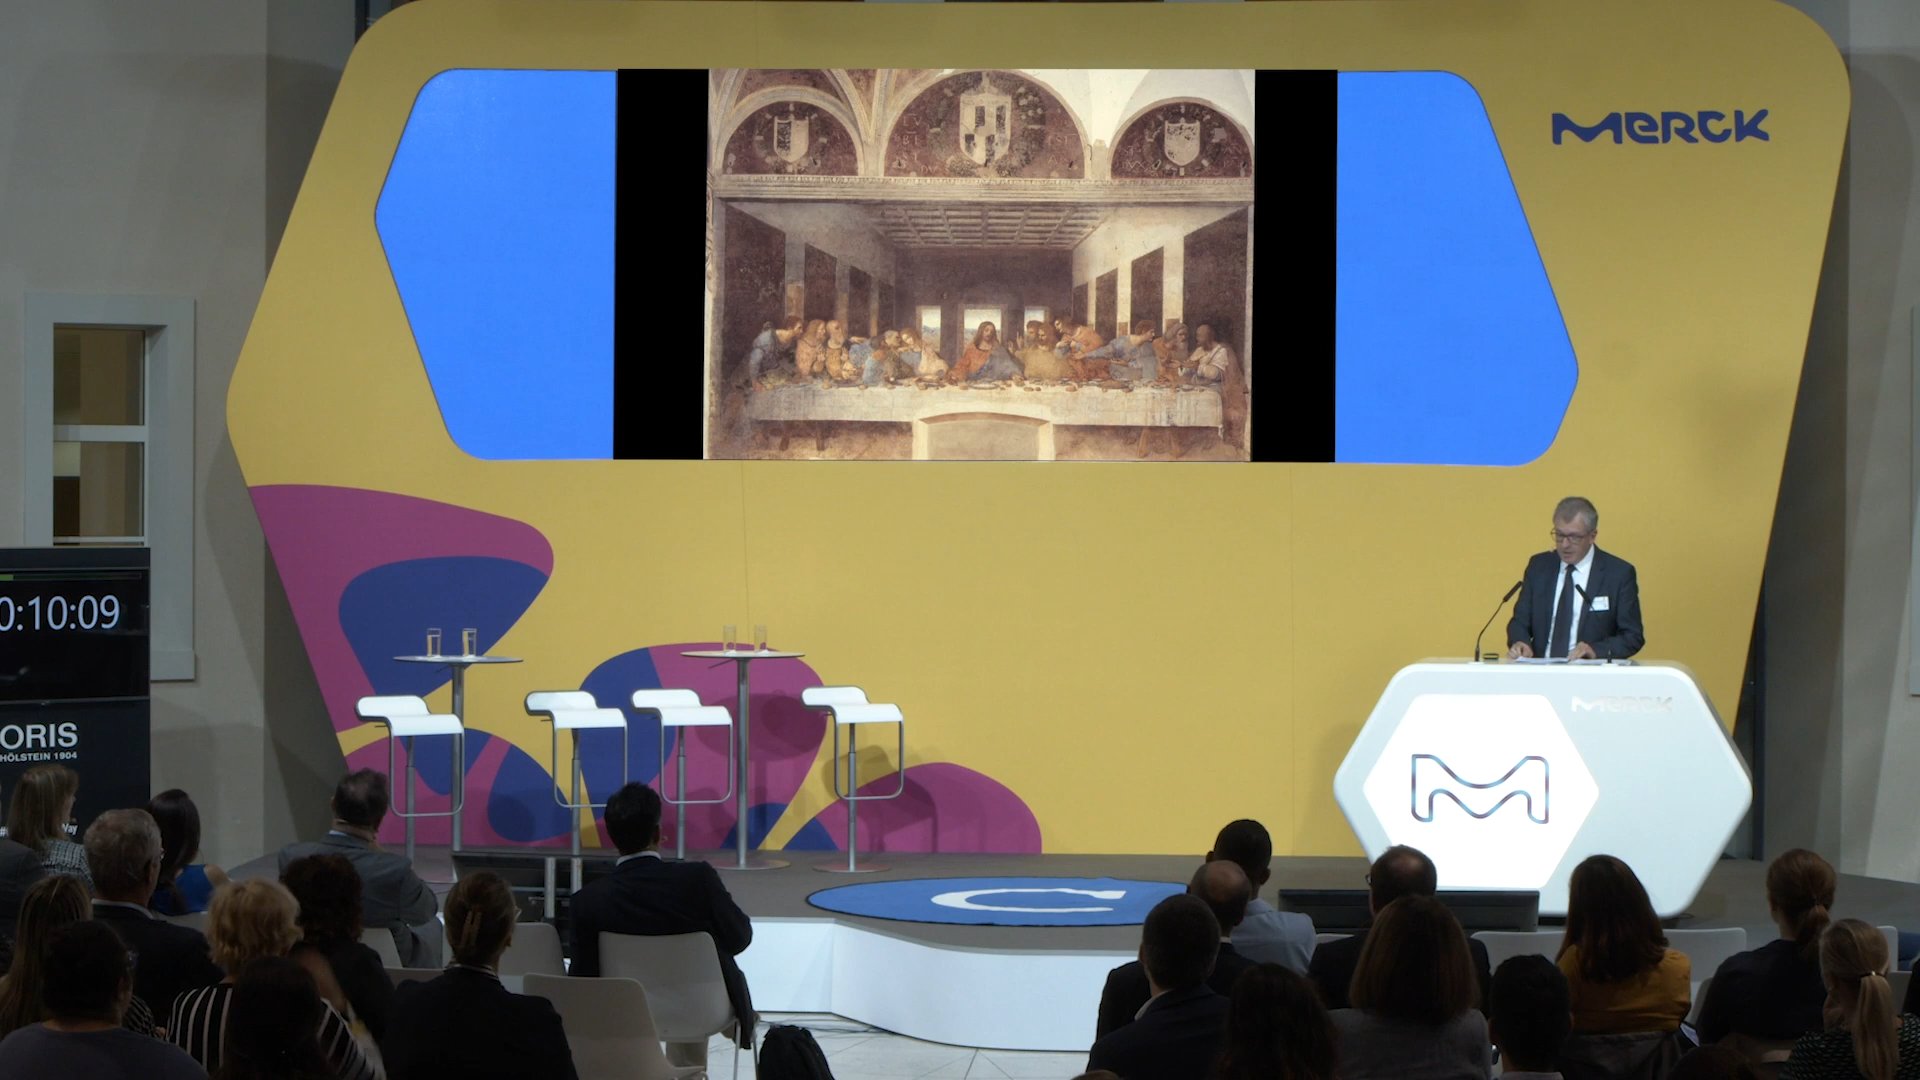 MERCK
0:10:09
ORIS
HÖLSTEIN 1904
MERCK